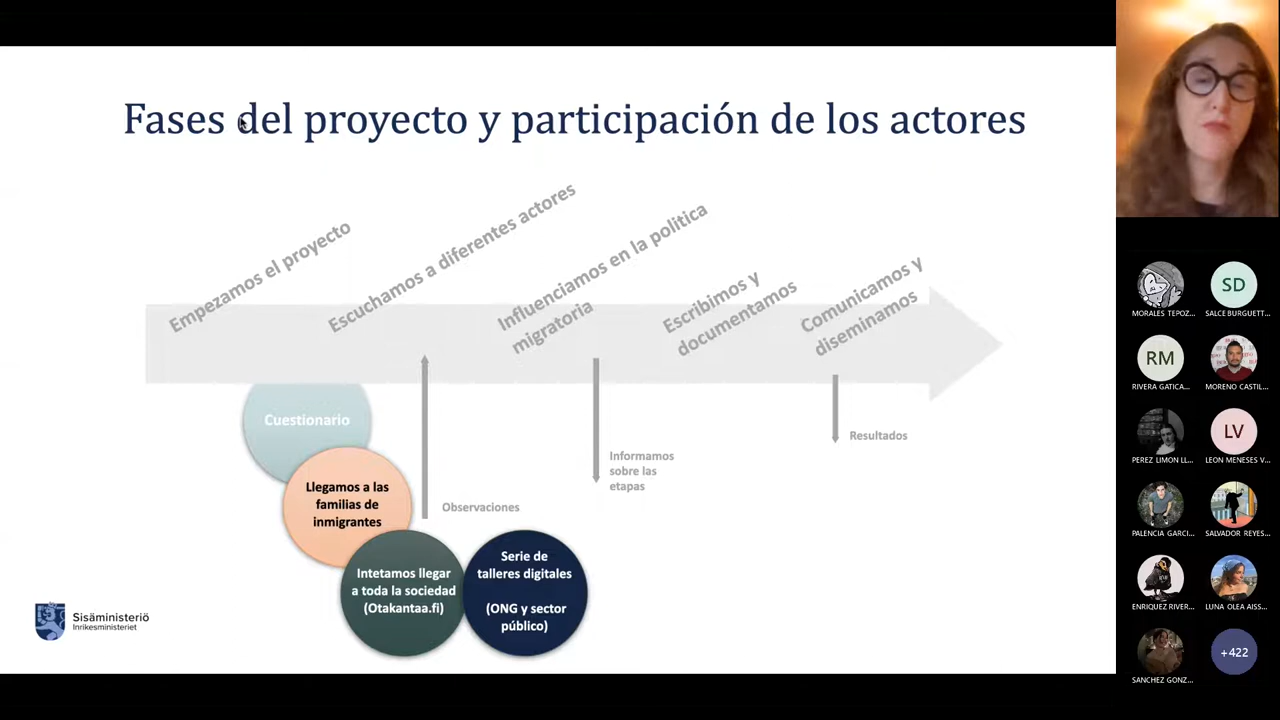 Fases del proyecto y participación de los actores
Empezamos el proyecto
Escuchamos a diferentes actores
Influenciamos en la politica
migratoria
Escribimos y
documentamos
Comunicamos y
diseminamos
Cuestionario
Llegamos a las
familias de
inmigrantes
Intetamos llegar
a toda la sociedad
(Otakantaa.fi)
Serie de
talleres digitales
(ONG y sector
público)
Observaciones
Informamos
sobre las
etapas
Resultados
Sisäministeriö
Inrikesministeriet
MORALES TEPOZ...
SD
SALCE BURGUETT...
RM
RIVERA GATICA...
MORENO CASTIL...
PEREZ LIMON LL...
LV
LEON MENESES V...
PALENCIA GARCI...
SALVADOR REYES...
ENRIQUEZ RIVER...
LUNA OLEA AISS...
SANCHEZ GONZ...
+422